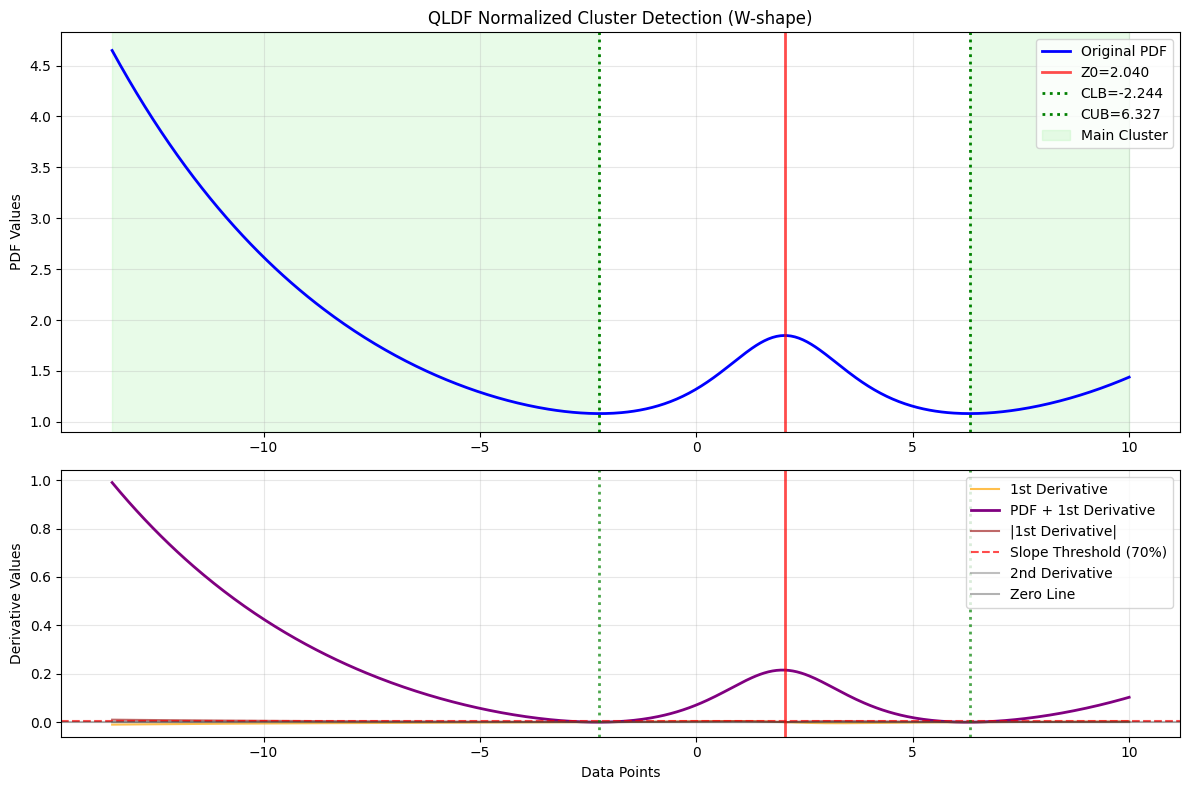 QLDF Normalized Cluster Detection (W-shape)
PDF Values
4.5
4.0
3.5
3.0
2.5
2.0
1.5
1.0
−10
−5
0
5
10
Original PDF
Z0=2.040
CLB=-2.244
CUB=6.327
Main Cluster
Derivative Values
1.0
0.8
0.6
0.4
0.2
0.0
−10
−5
0
5
10
1st Derivative
PDF + 1st Derivative
|1st Derivative|
Slope Threshold (70%)
2nd Derivative
Zero Line
Data Points